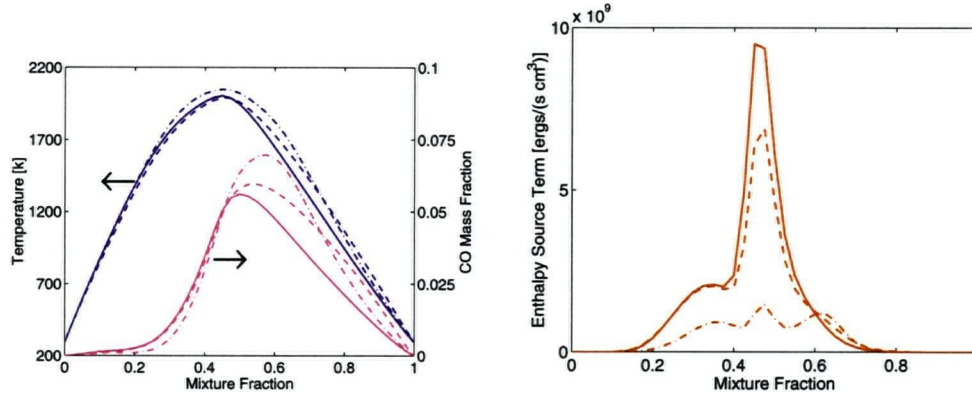 2200
1700
1200
700
200
Temperature [k]
0.1
0.075
0.05
0.025
0
CO Mass Fraction
0 0.2 0.4 0.6 0.8 1
Mixture Fraction
10 x 10^9
5
0
Enthalpy Source Term [ergs/(s cm^3)]
0 0.2 0.4 0.6 0.8
Mixture Fraction